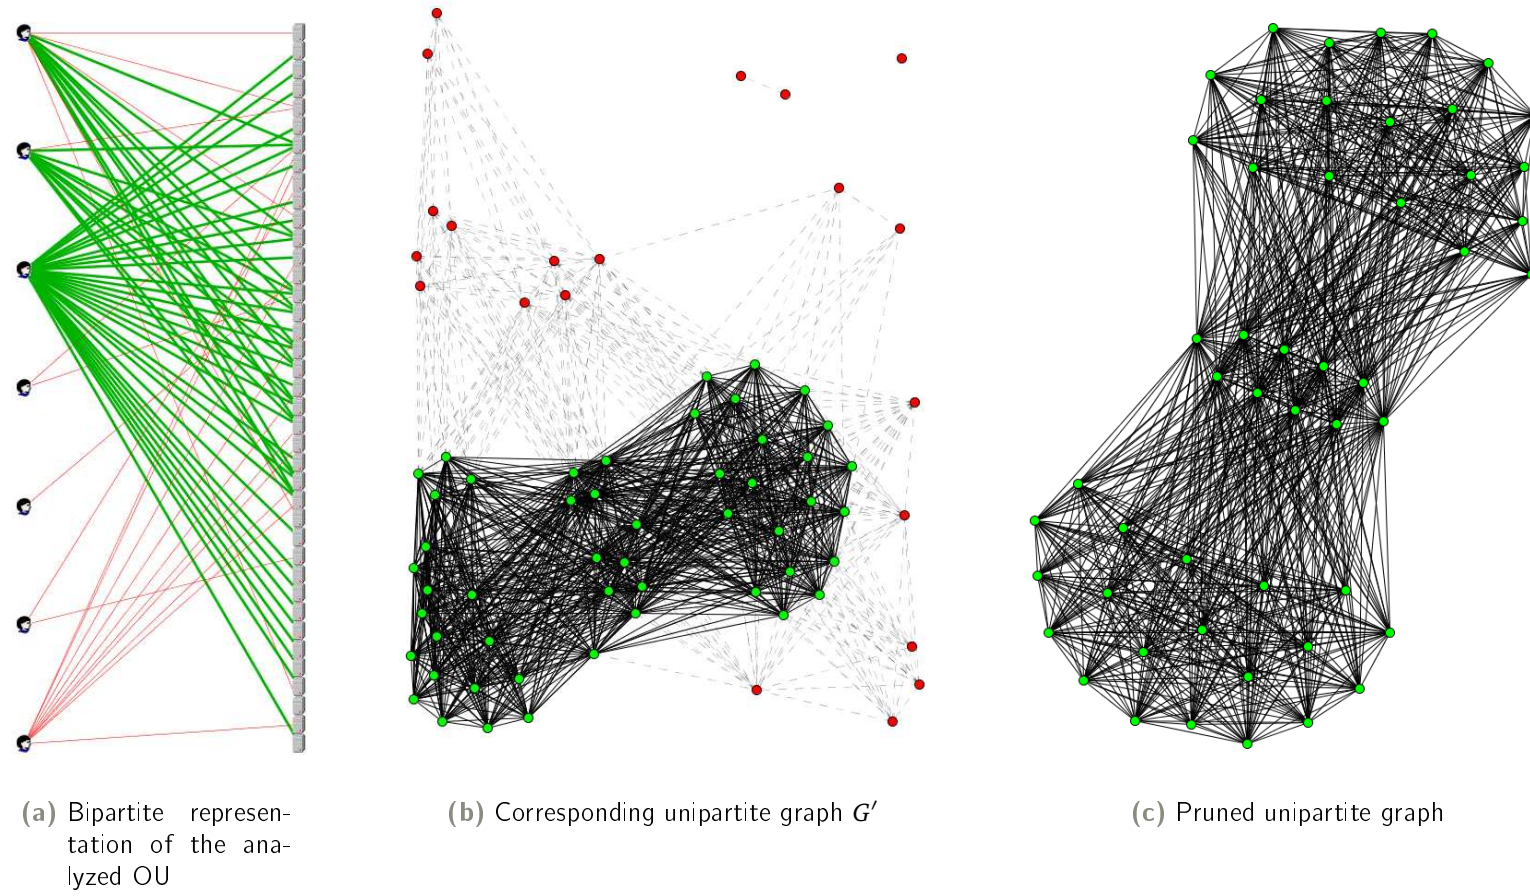 (a) Bipartite represen-
tation of the ana-
lyzed OU
(b) Corresponding unipartite graph G′
(c) Pruned unipartite graph